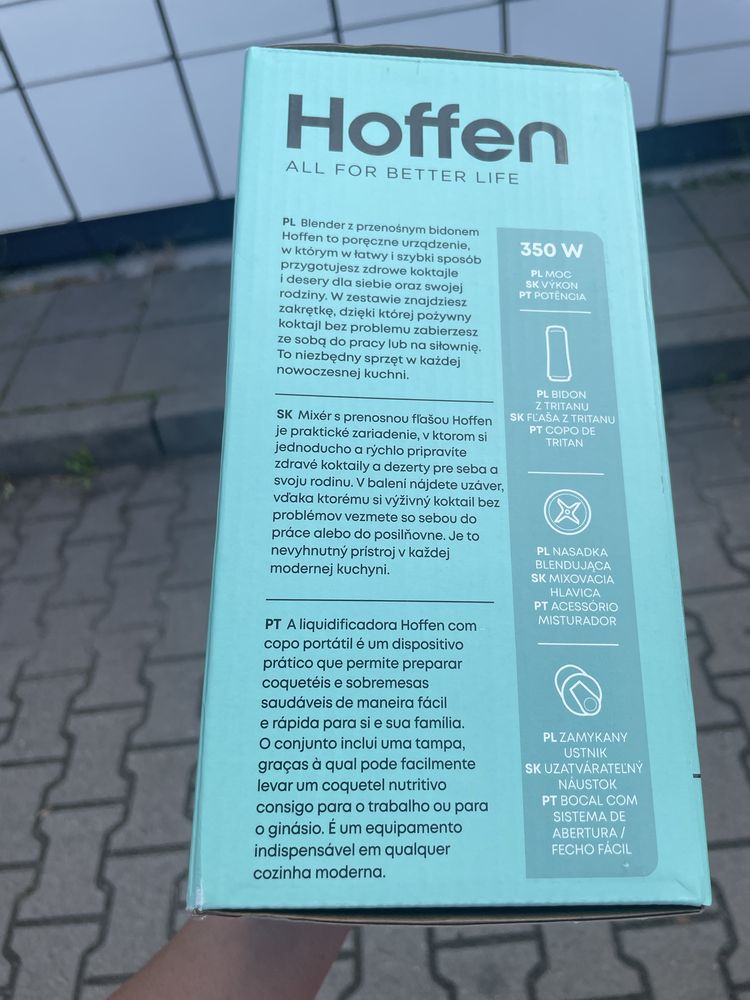 Hoffen
ALL FOR BETTER LIFE
PL Blender z przenośnym bidonem
Hoffen to poręczne urządzenie,
w którym w łatwy i szybki sposób
przygotujesz zdrowe koktajle
i desery dla siebie oraz swojej
rodziny. W zestawie znajdziesz
zakrętkę, dzięki której pożywny
koktajl bez problemu zabierzesz
ze sobą do pracy lub na siłownię.
To niezbędny sprzęt w każdej
nowoczesnej kuchni.
SK Mixér s prenosnou fľašou Hoffen
je praktické zariadenie, v ktorom si
jednoducho a rýchlo pripravíte
zdravé koktaily a dezerty pre seba a
svoju rodinu. V balení nájdete uzáver,
vďaka ktorému si výživný koktail bez
problémov vezmete so sebou do
práce alebo do posilňovne. Je to
nevyhnutný prístroj v každej
modernej kuchyni.
PT A liquidificadora Hoffen com
copo portátil é um dispositivo
prático que permite preparar
coquetéis e sobremesas
saudáveis de maneira fácil
e rápida para si e sua família.
O conjunto inclui uma tampa,
graças à qual pode facilmente
levar um coquetel nutritivo
consigo para o trabalho ou para
o ginásio. É um equipamento
indispensável em qualquer
cozinha moderna.
350 W
PL MOC
SK VÝKON
PT POTÊNCIA
PL BIDON
Z TRITANU
SK FĽAŠA Z TRITANU
PT COPO DE
TRITAN
PL NASADKA
BLENDUJĄCA
SK MIXOVACIA
HLAVICA
PT ACESSÓRIO
MISTURADOR
PL ZAMYKANY
USTNIK
SK UZATVÁRATEĽNÝ
NÁUSTOK
PT BOCAL COM
SISTEMA DE
ABERTURA /
FECHO FÁCIL